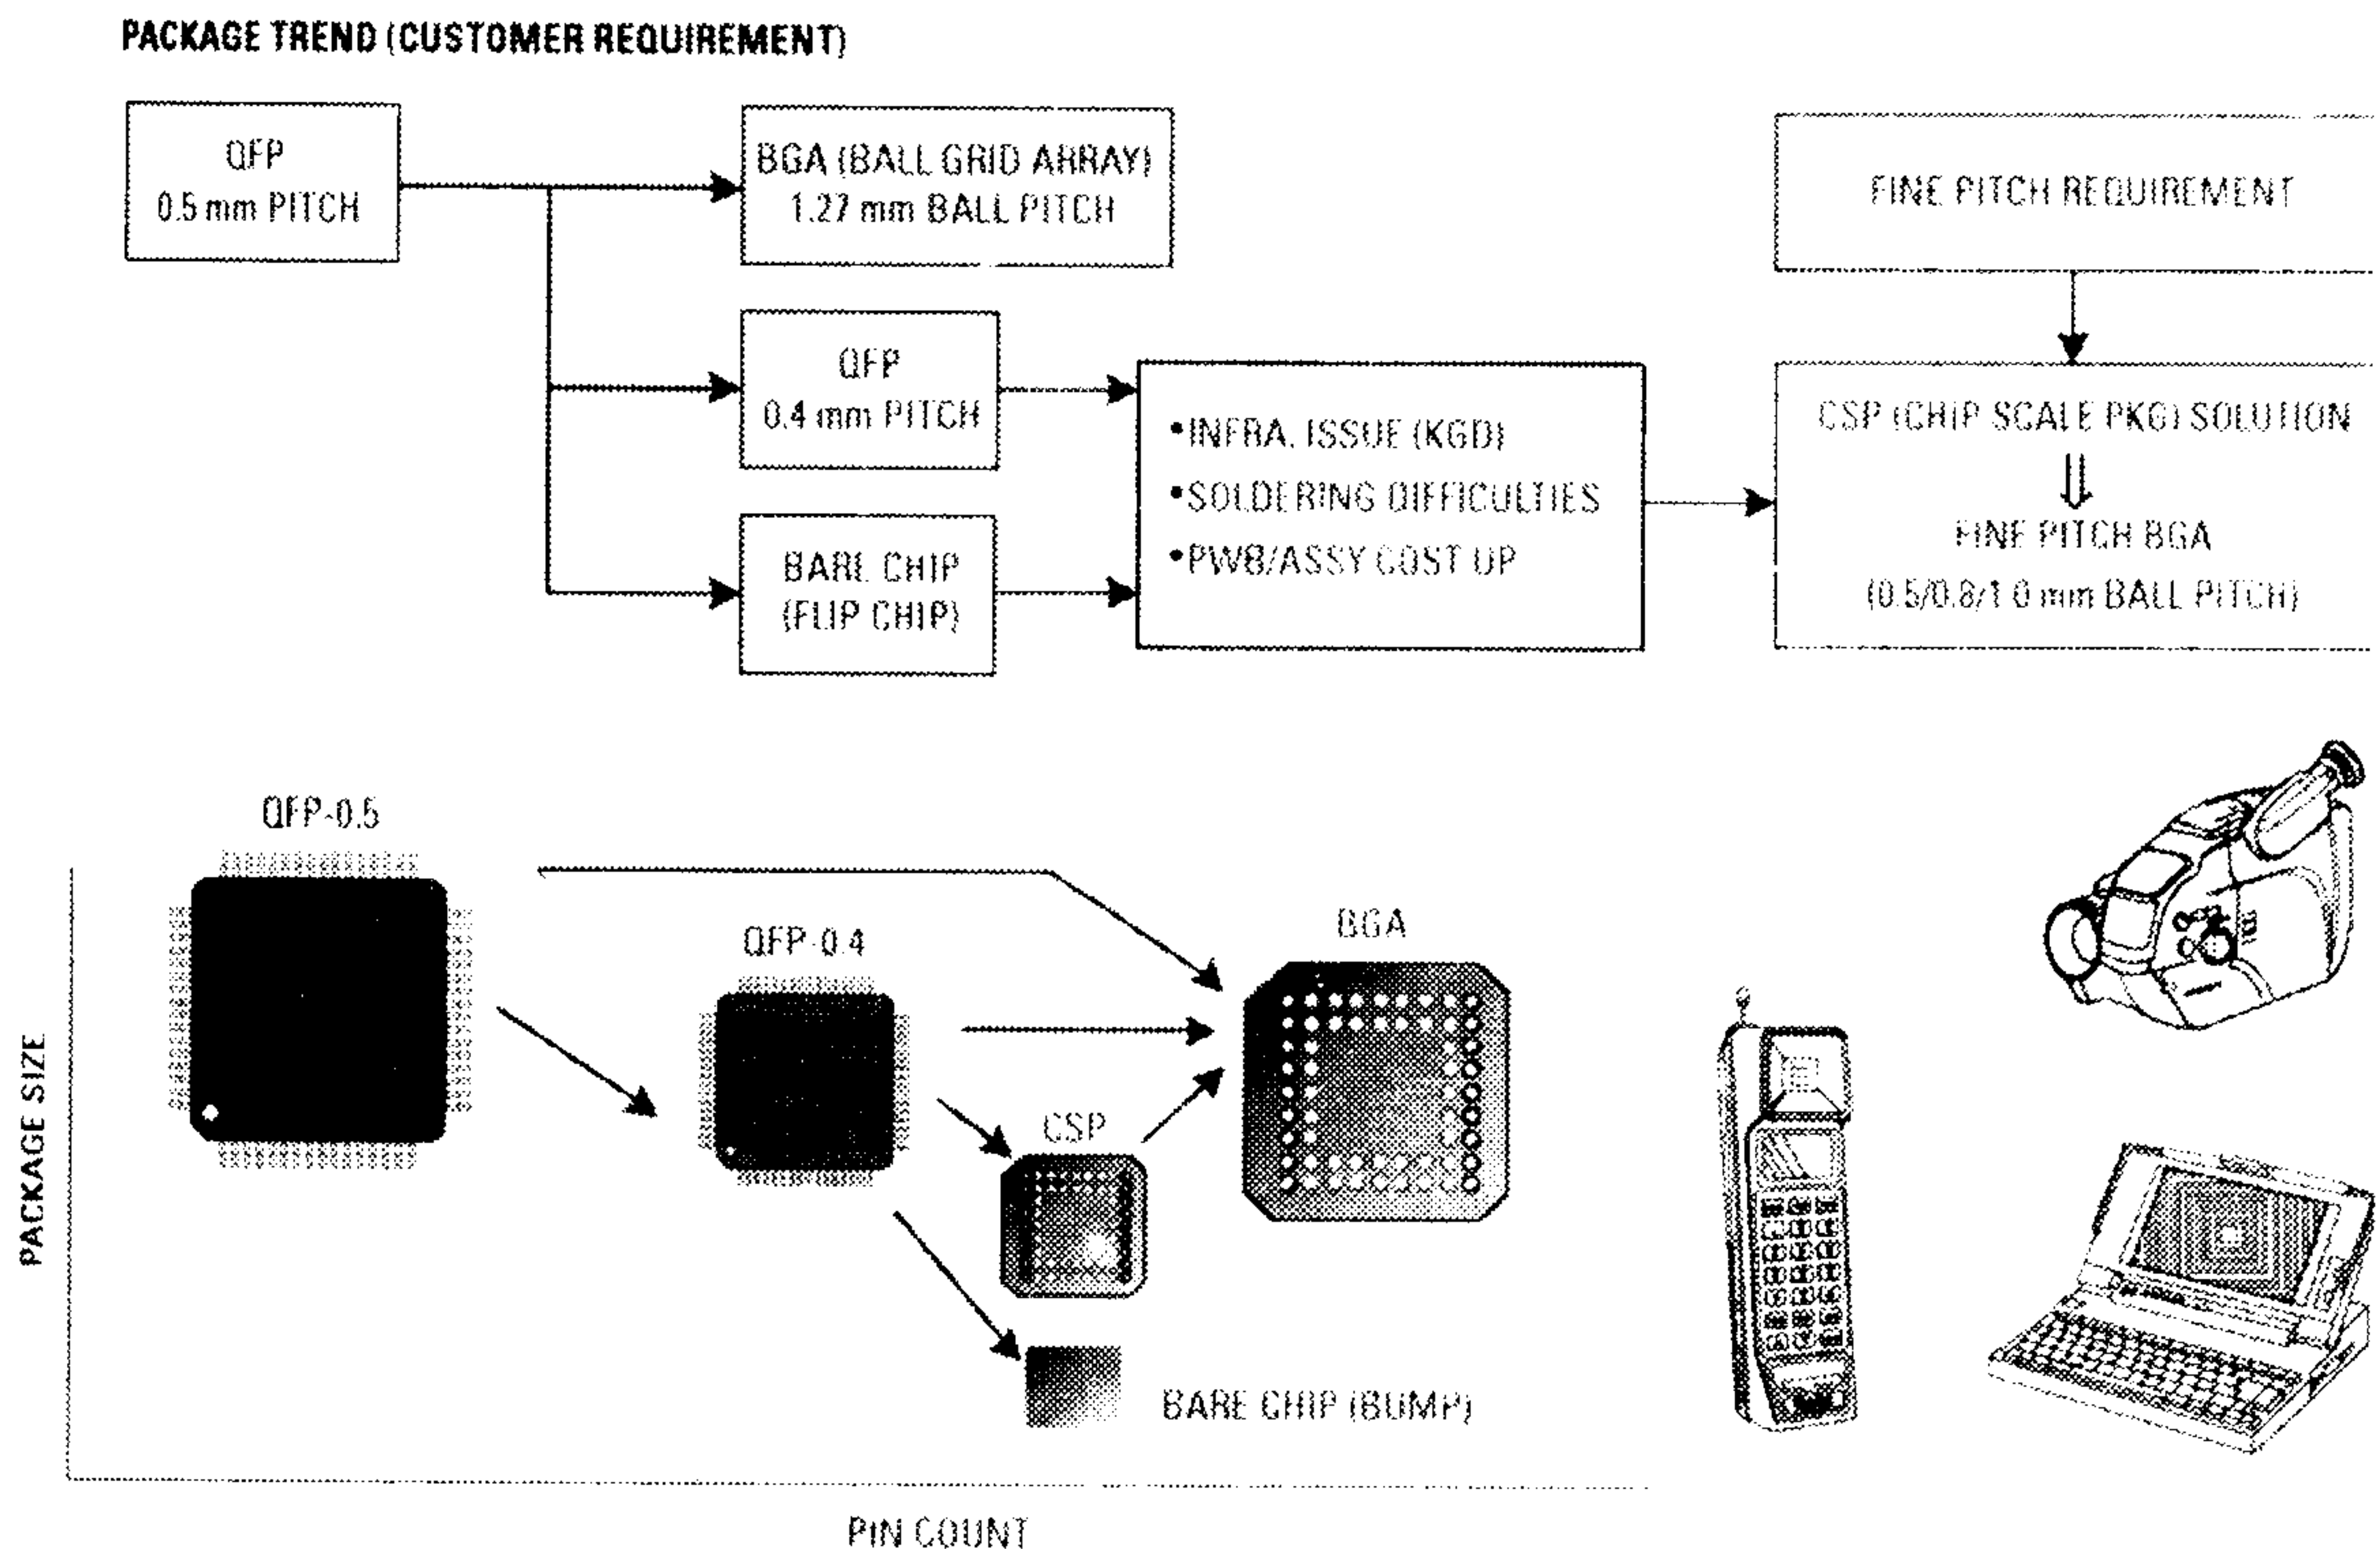 PACKAGE TREND (CUSTOMER REQUIREMENT)
QFP
0.5 mm PITCH
BGA (BALL GRID ARRAY)
1.27 mm BALL PITCH
FINE PITCH REQUIREMENT
QFP
0.4 mm PITCH
BARE CHIP
(FLIP CHIP)
•INFRA. ISSUE (KGD)
•SOLDERING DIFFICULTIES
•PWB/ASSY COST UP
CSP (CHIP SCALE PKG) SOLUTION
FINE PITCH BGA
(0.5/0.8/1.0 mm BALL PITCH)
QFP-0.5
QFP-0.4
BGA
CSP
BARE CHIP (BUMP)
PACKAGE SIZE
PIN COUNT